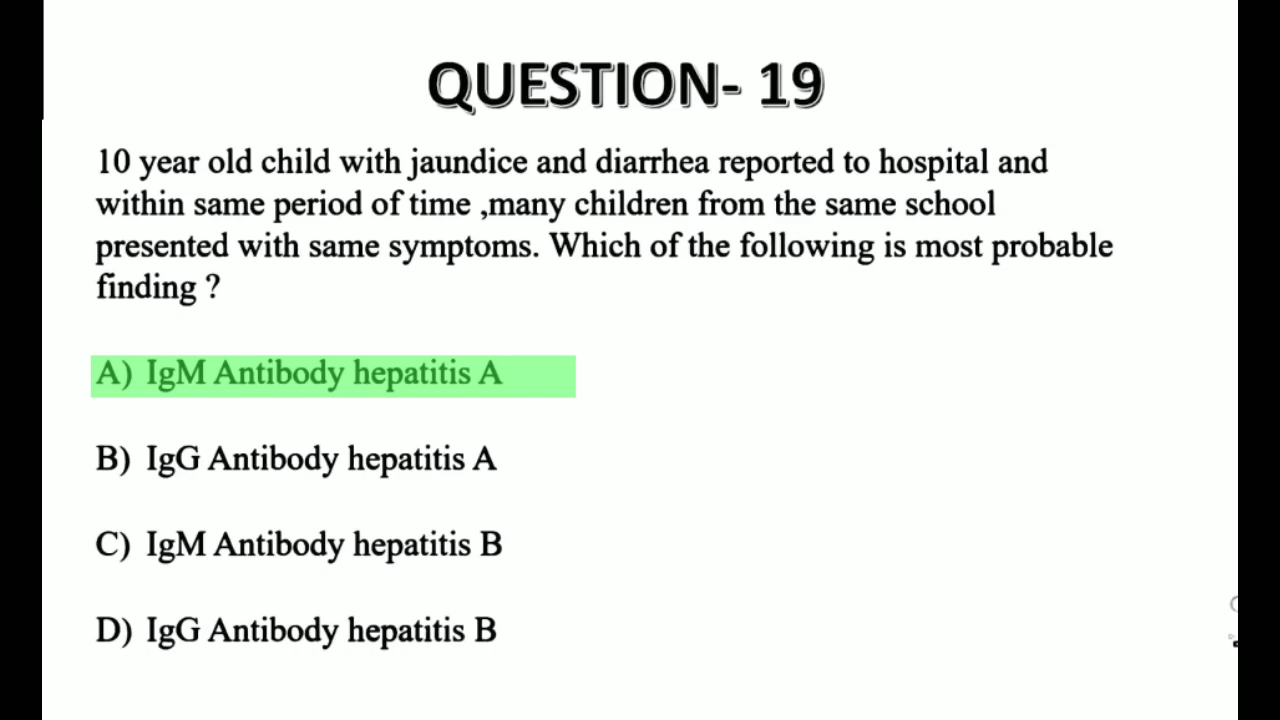 QUESTION- 19
10 year old child with jaundice and diarrhea reported to hospital and
within same period of time ,many children from the same school
presented with same symptoms. Which of the following is most probable
finding ?
A) IgM Antibody hepatitis A
B) IgG Antibody hepatitis A
C) IgM Antibody hepatitis B
D) IgG Antibody hepatitis B